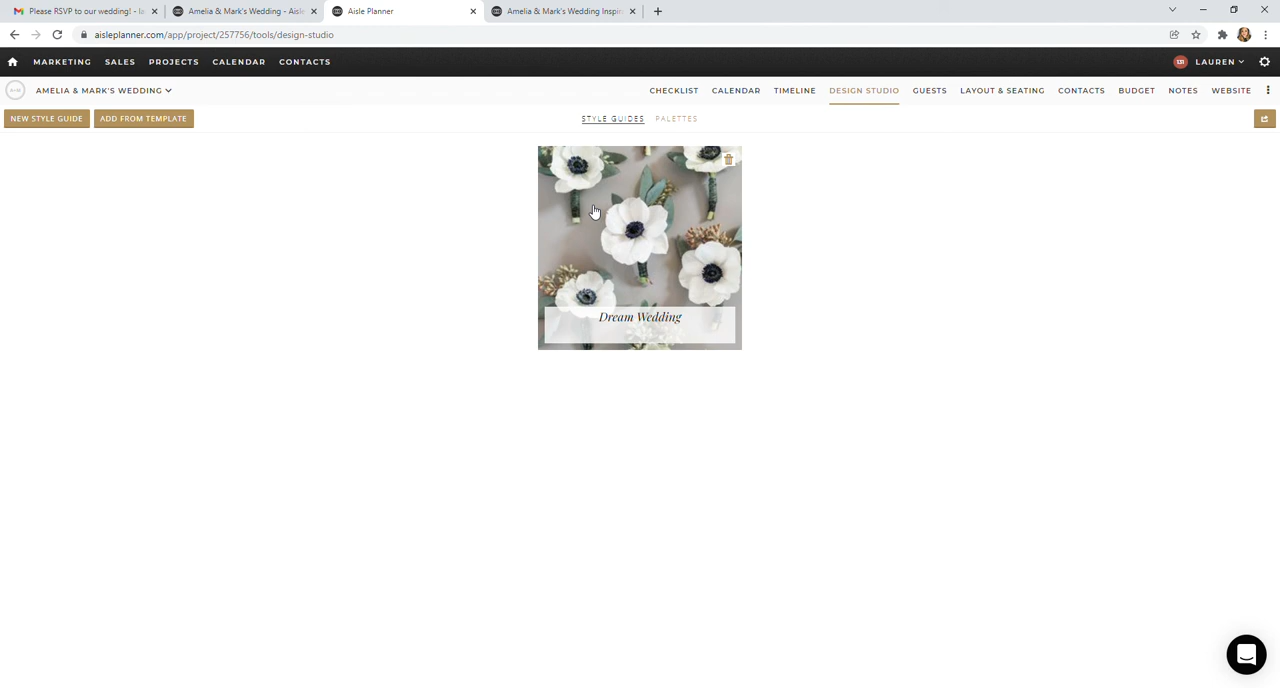 Please RSVP to our wedding! - la
Amelia & Mark's Wedding - Aisle
Aisle Planner
Amelia & Mark's Wedding Inspir
aisleplanner.com/app/project/257756/tools/design-studio
MARKETING SALES PROJECTS CALENDAR CONTACTS LAUREN
AMELIA & MARK'S WEDDING CHECKLIST CALENDAR TIMELINE DESIGN STUDIO GUESTS LAYOUT & SEATING CONTACTS BUDGET NOTES WEBSITE
NEW STYLE GUIDE ADD FROM TEMPLATE STYLE GUIDES PALETTES
Dream Wedding